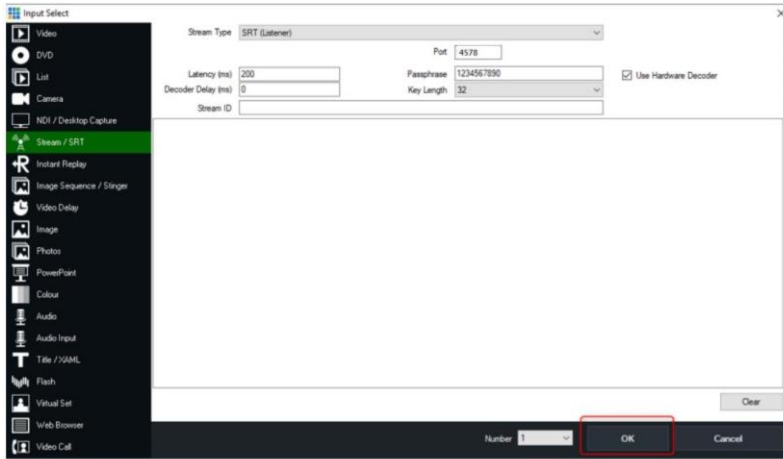 Input Select
Video
DVD
List
Camera
NDI / Desktop Capture
Stream / SRT
Instant Replay
Image Sequence / Stinger
Video Delay
Image
Photos
PowerPoint
Colour
Audio
Audio Input
Title / XAML
Flash
Virtual Set
Web Browser
Video Call
Stream Type SRT (Listener)
Port 4578
Latency (ms) 200 Passphrase 1234567890 Use Hardware Decoder
Decoder Delay (ms) 0 Key Length 32
Stream ID
Clear
Number 1 OK Cancel